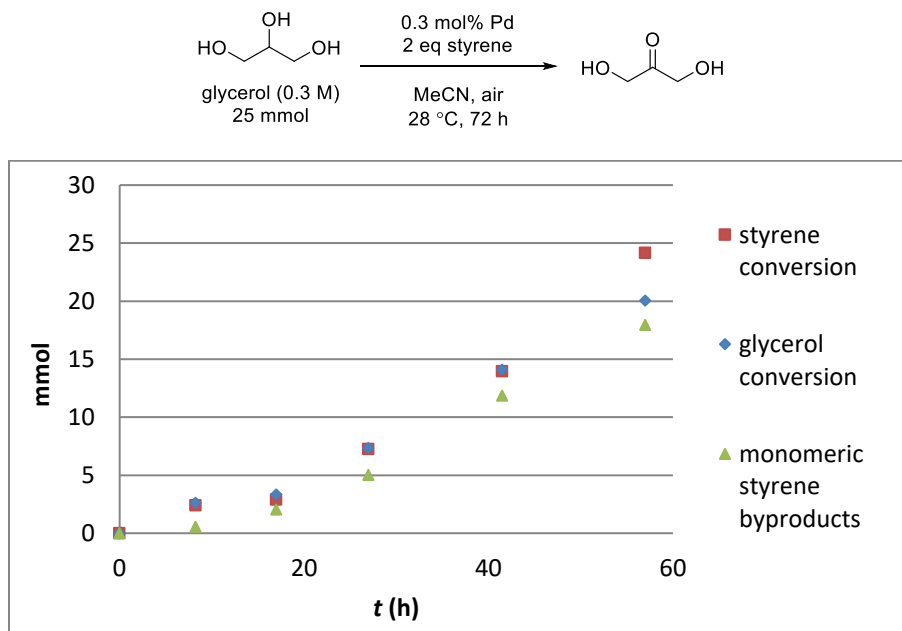 OH
HO
OH
glycerol (0.3 M)
25 mmol
0.3 mol% Pd
2 eq styrene
MeCN, air
28 °C, 72 h
O
HO
OH
30
25
20
15
10
5
0
mmol
0
20
40
60
t (h)
styrene
conversion
glycerol
conversion
monomeric
styrene
byproducts